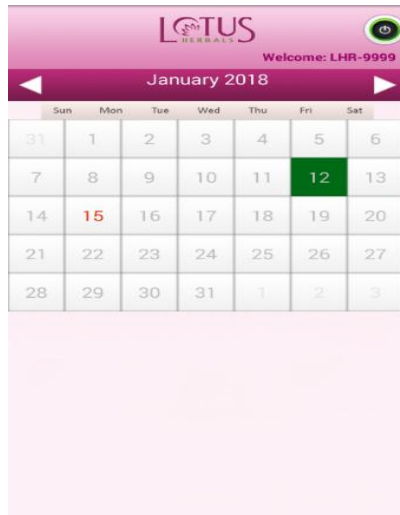 LOTUS
HERBALS
Welcome: LHR-9999
January 2018
Sun Mon Tue Wed Thu Fri Sat
31 1 2 3 4 5 6
7 8 9 10 11 12 13
14 15 16 17 18 19 20
21 22 23 24 25 26 27
28 29 30 31 1 2 3